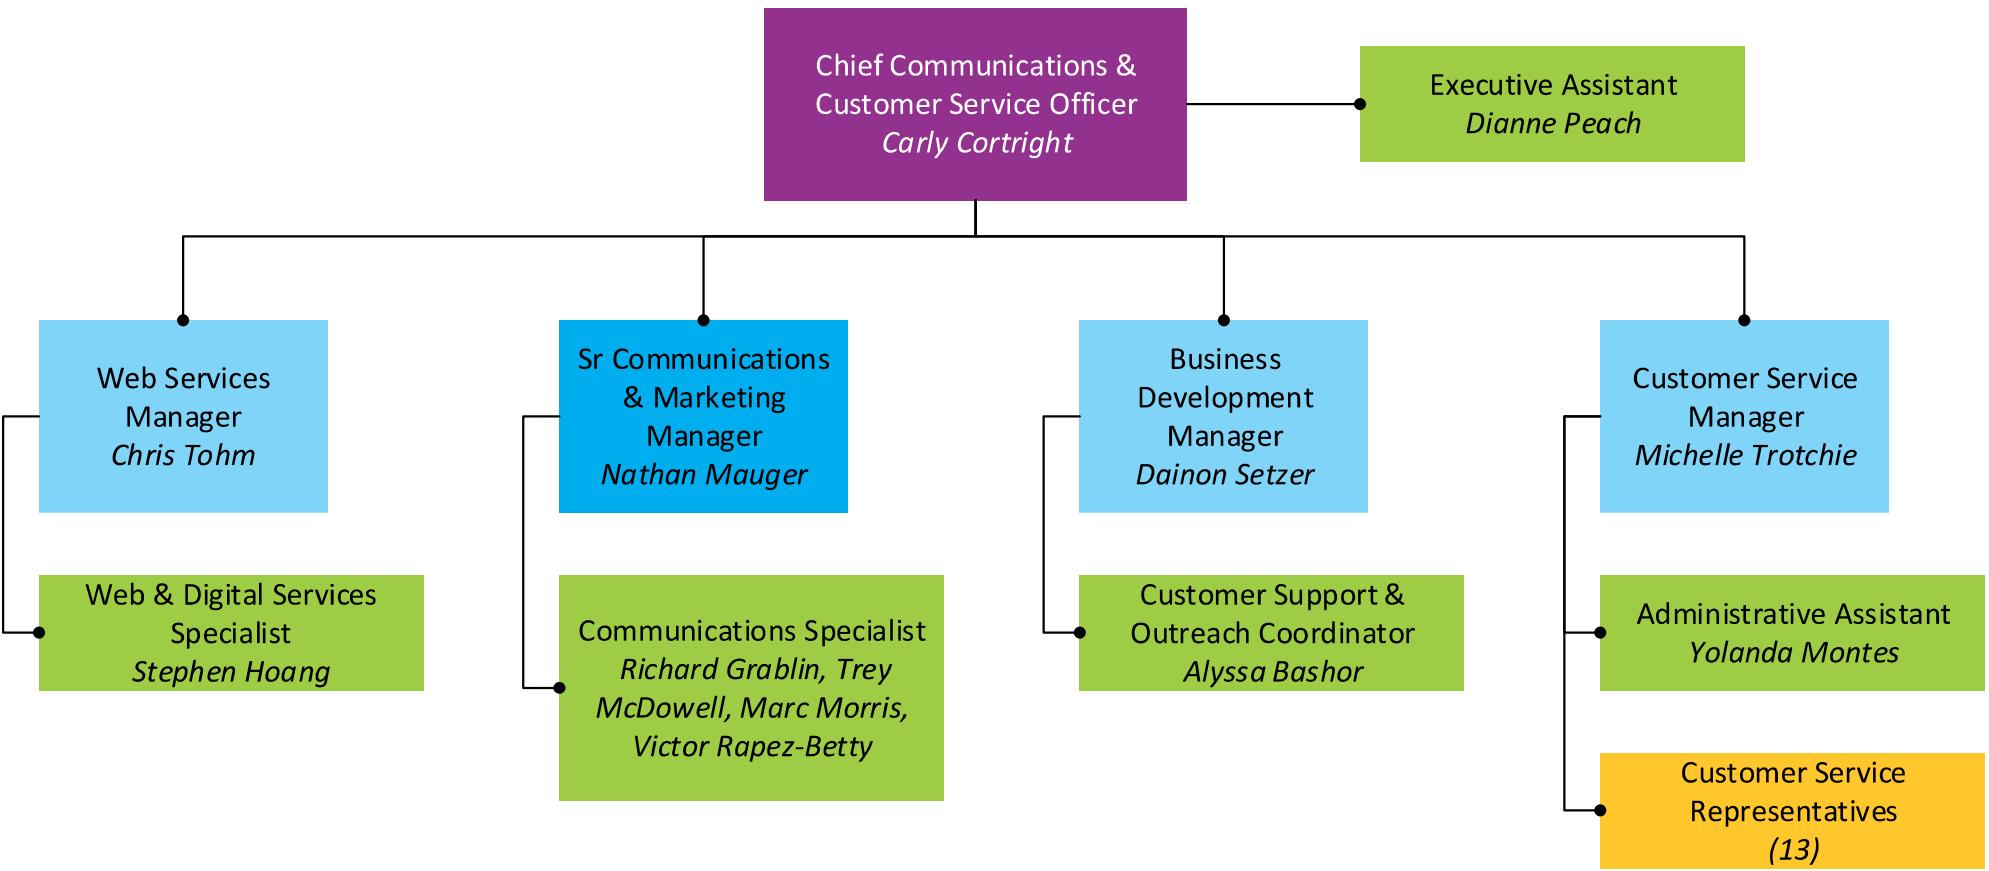 Chief Communications &
Customer Service Officer
Carly Cortright
Executive Assistant
Dianne Peach
Web Services
Manager
Chris Tohm
Sr Communications
& Marketing
Manager
Nathan Mauger
Business
Development
Manager
Dainon Setzer
Customer Service
Manager
Michelle Trotchie
Web & Digital Services
Specialist
Stephen Hoang
Communications Specialist
Richard Grablin, Trey
McDowell, Marc Morris,
Victor Rapez-Betty
Customer Support &
Outreach Coordinator
Alyssa Bashor
Administrative Assistant
Yolanda Montes
Customer Service
Representatives
(13)